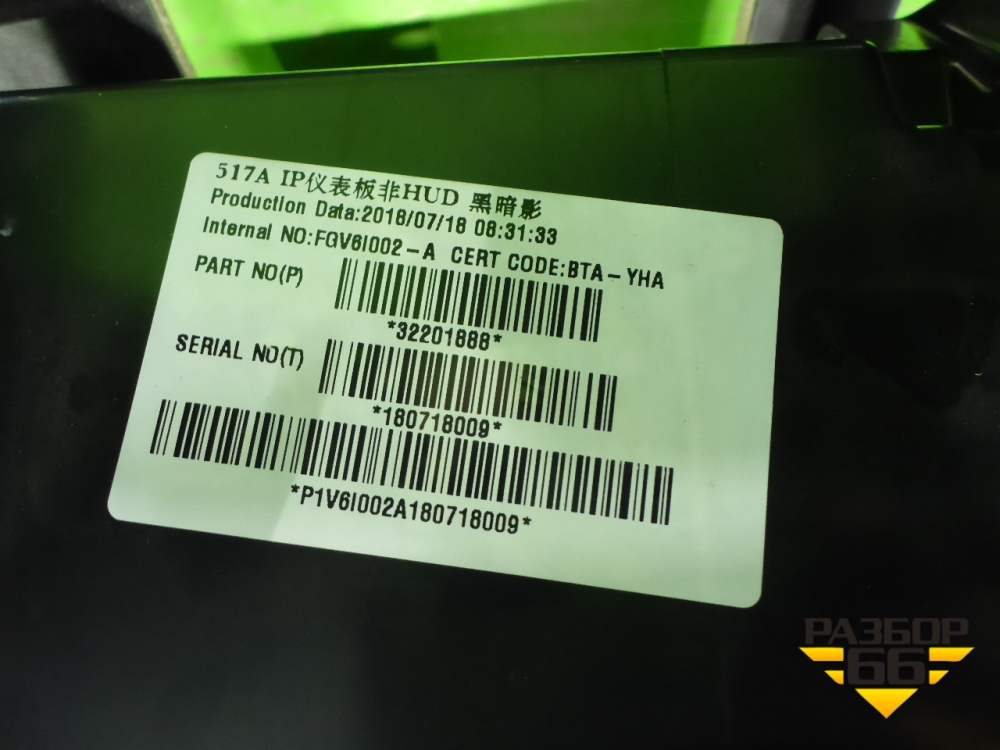 517A IP仪表板非HUD 黑暗影
Production Data:2018/07/18 08:31:33
Internal NO:FQV6I002-A CERT CODE:BTA-YHA
PART NO(P)
*32201888*
SERIAL NO(T)
*180718009*
*P1V6I002A180718009*
РАЗБОР
66